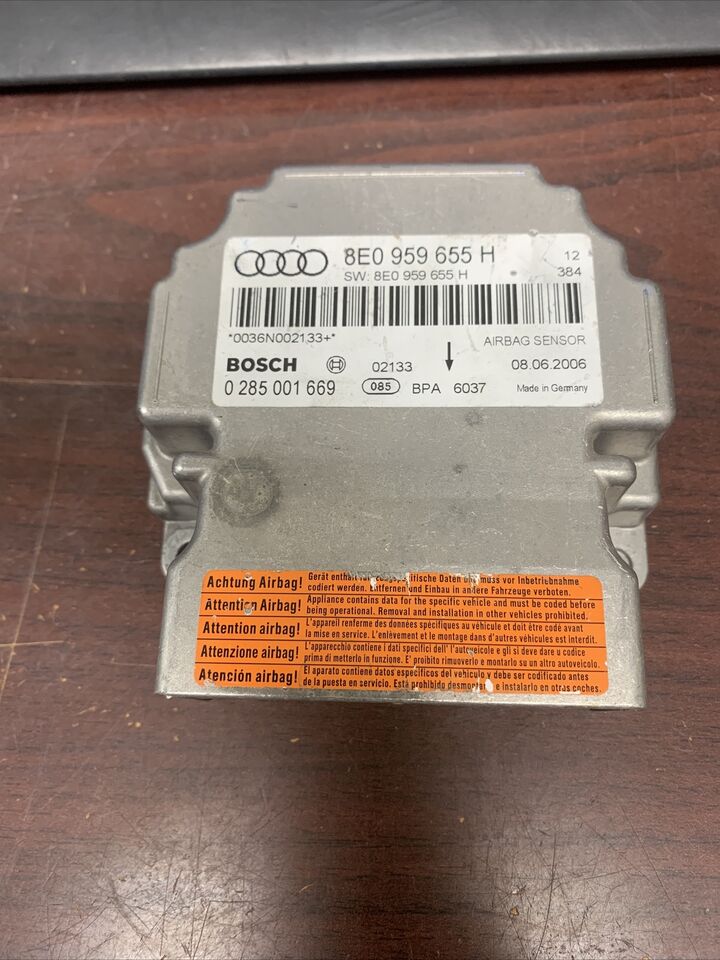 8E0 959 655 H
12
SW: 8E0 959 655 H
384
*0036N002133+*
AIRBAG SENSOR
BOSCH
02133
08.06.2006
0 285 001 669
085
BPA 6037
Made in Germany
Achtung Airbag! Gerät enthält Daten muss vor Inbetriebnahme
codiert werden. Entfernen und Einbau in andere Fahrzeuge verboten.
Attention Airbag! Appliance contains data for the specific vehicle and must be coded before
being operational. Removal and installation in other vehicles prohibited.
Attention airbag! L'appareil renferme des données spécifiques au véhicule et doit être codé avant
la mise en service. L'enlèvement et le montage dans d'autres véhicules est interdit.
Attenzione airbag! L'apparecchio contiene i dati specifici dell' l'autoveicolo e gli si deve dare u codice
prima di metterlo in funzione. E' proibito rimuoverlo e montarlo su un altro autoveicolo.
Atención airbag! El aparato contiene datos específicos del vehículo y debe ser codificado antes
de la puesta en servicio. Está prohibido desmontar e instalarlo en otras coches.